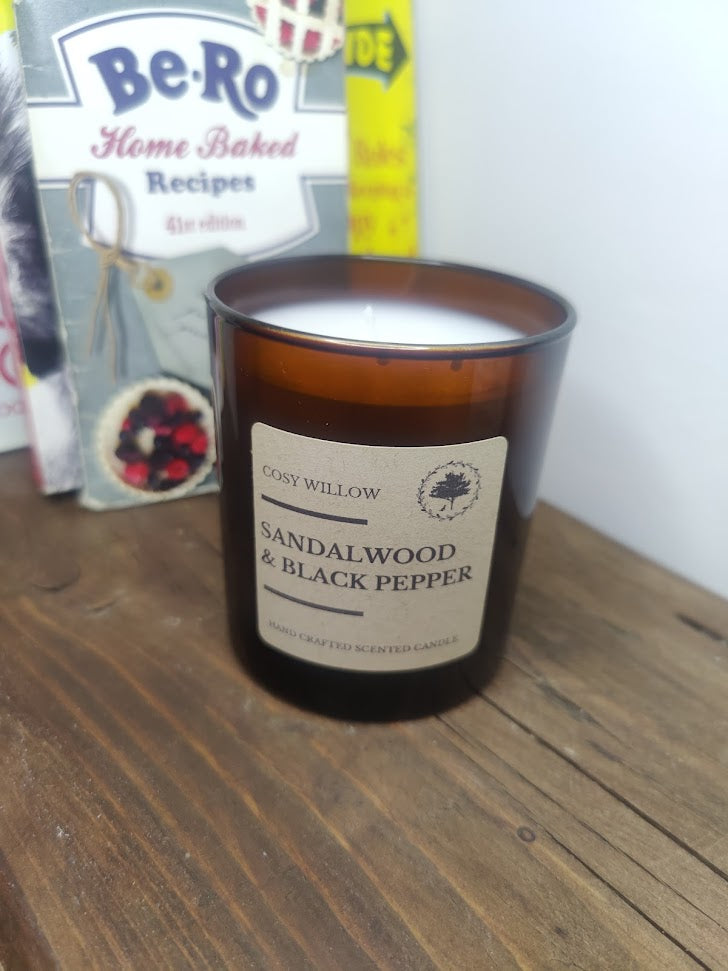 Be-Ro
Home Baked
Recipes
41st edition
COSY WILLOW
SANDALWOOD
& BLACK PEPPER
HAND CRAFTED SCENTED CANDLE